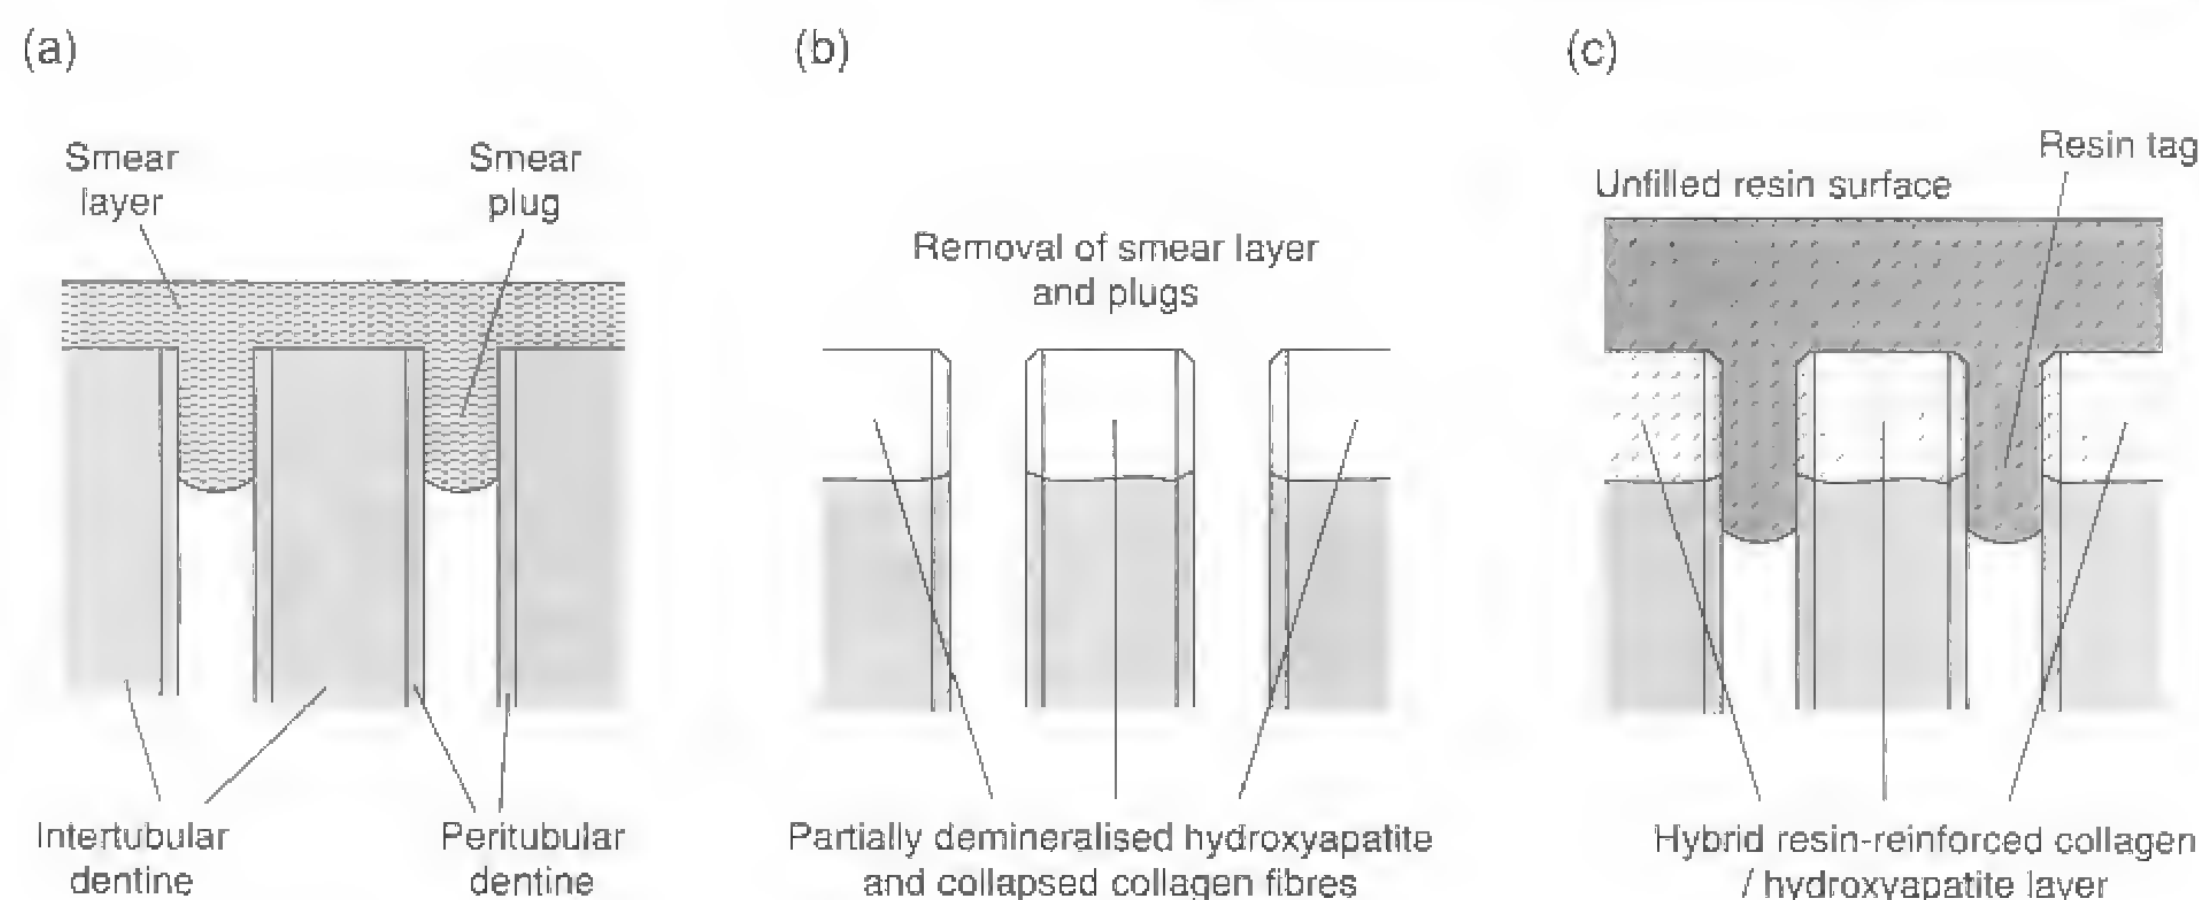 (a)
Smear
layer
Smear
plug
Intertubular
dentine
Peritubular
dentine
(b)
Removal of smear layer
and plugs
Partially demineralised hydroxyapatite
and collapsed collagen fibres
(c)
Resin tag
Unfilled resin surface
Hybrid resin-reinforced collagen
/ hydroxyapatite layer